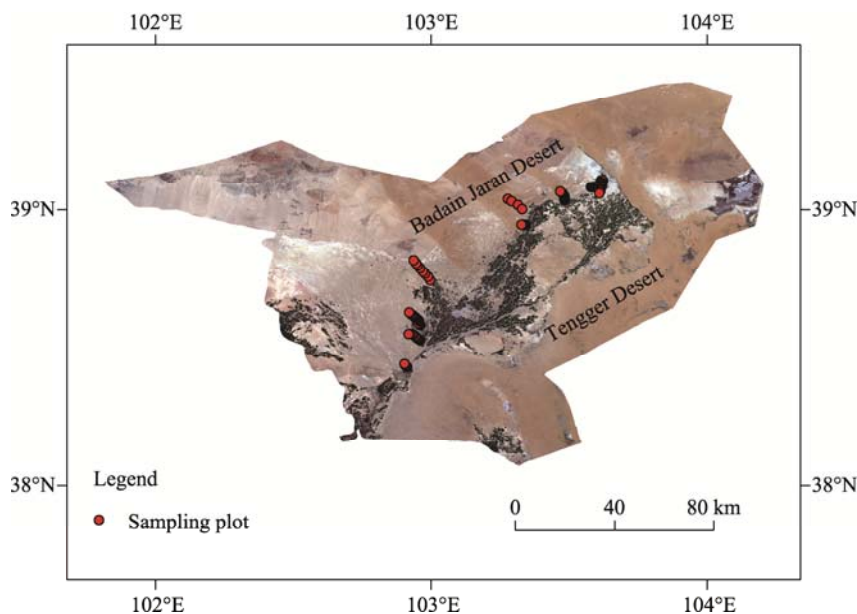 102°E 103°E 104°E
39°N 39°N
Badain Jaran Desert
Tengger Desert
38°N 38°N
Legend
Sampling plot
0 40 80 km
102°E 103°E 104°E